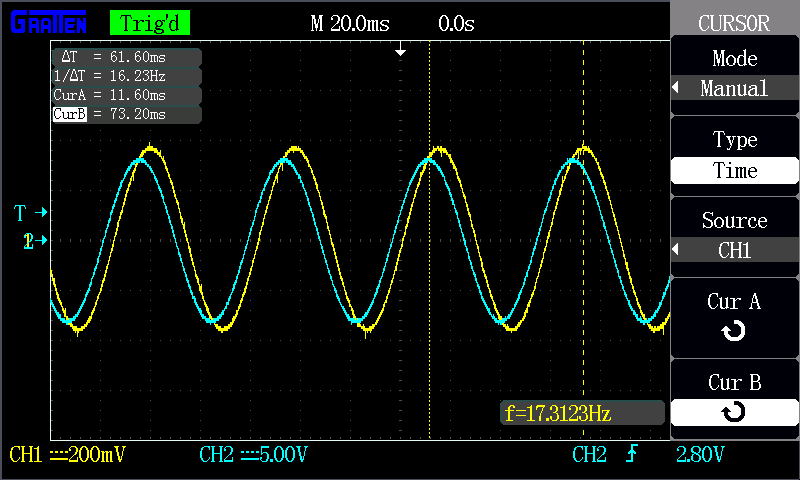 GRATTEN Trig'd M 20.0ms 0.0s CURSOR
ΔT = 61.60ms
1/ΔT = 16.23Hz
CurA = 11.60ms
CurB = 73.20ms
Mode
Manual
Type
Time
T
Source
CH1
Cur A
Cur B
f=17.3123Hz
CH1 200mV CH2 5.00V CH2 2.80V